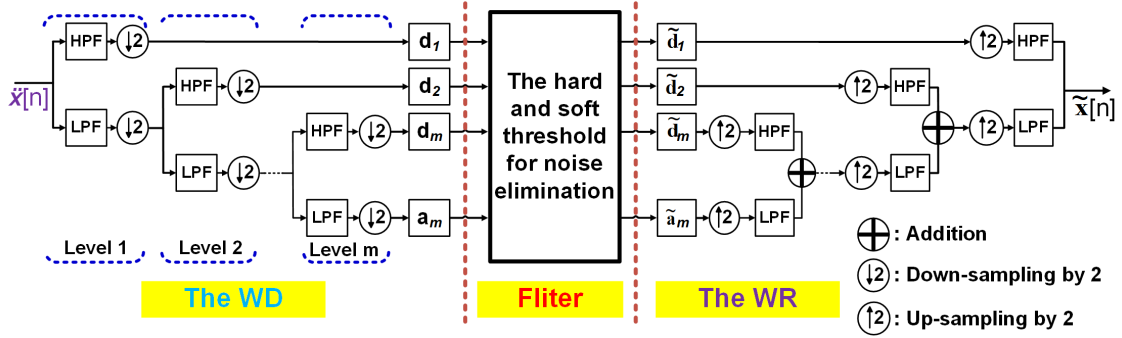 HPF ↓2 d1 d̃1 ↑2 HPF
ẍ[n] HPF ↓2 d2 d̃2 ↑2 HPF x̃[n]
LPF ↓2 HPF ↓2 dm d̃m ↑2 HPF ↑2 LPF
LPF ↓2 ↑2 LPF
LPF ↓2 am ãm ↑2 LPF
The hard
and soft
threshold
for noise
elimination
Level 1 Level 2 Level m
: Addition
↓2 : Down-sampling by 2
↑2 : Up-sampling by 2
The WD Fliter The WR